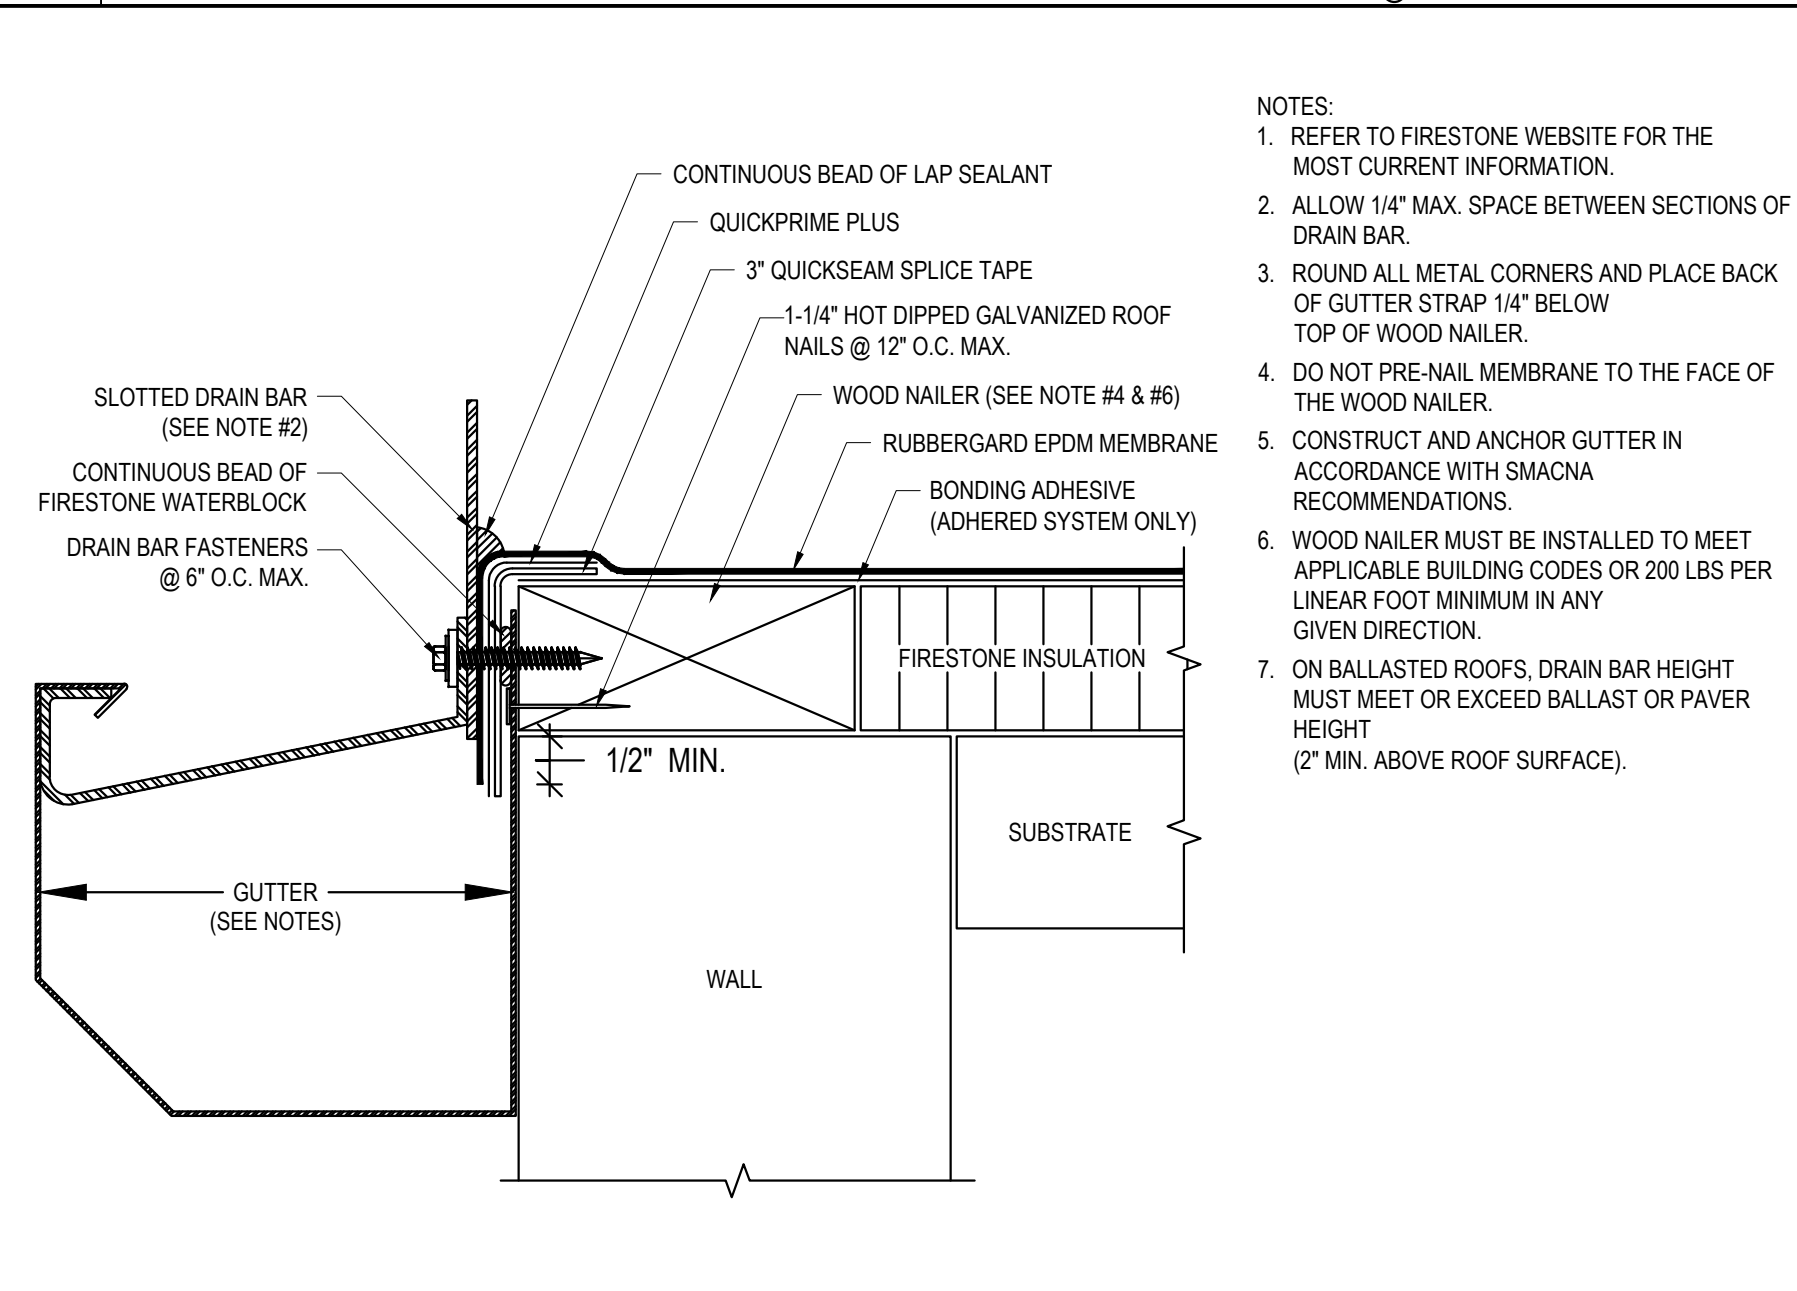 CONTINUOUS BEAD OF LAP SEALANT
QUICKPRIME PLUS
3" QUICKSEAM SPLICE TAPE
1-1/4" HOT DIPPED GALVANIZED ROOF
NAILS @ 12" O.C. MAX.
WOOD NAILER (SEE NOTE #4 & #6)
RUBBERGARD EPDM MEMBRANE
BONDING ADHESIVE
(ADHERED SYSTEM ONLY)
SLOTTED DRAIN BAR
(SEE NOTE #2)
CONTINUOUS BEAD OF
FIRESTONE WATERBLOCK
DRAIN BAR FASTENERS
@ 6" O.C. MAX.
FIRESTONE INSULATION
1/2" MIN.
SUBSTRATE
GUTTER
(SEE NOTES)
WALL
NOTES:
1. REFER TO FIRESTONE WEBSITE FOR THE
MOST CURRENT INFORMATION.
2. ALLOW 1/4" MAX. SPACE BETWEEN SECTIONS OF
DRAIN BAR.
3. ROUND ALL METAL CORNERS AND PLACE BACK
OF GUTTER STRAP 1/4" BELOW
TOP OF WOOD NAILER.
4. DO NOT PRE-NAIL MEMBRANE TO THE FACE OF
THE WOOD NAILER.
5. CONSTRUCT AND ANCHOR GUTTER IN
ACCORDANCE WITH SMACNA
RECOMMENDATIONS.
6. WOOD NAILER MUST BE INSTALLED TO MEET
APPLICABLE BUILDING CODES OR 200 LBS PER
LINEAR FOOT MINIMUM IN ANY
GIVEN DIRECTION.
7. ON BALLASTED ROOFS, DRAIN BAR HEIGHT
MUST MEET OR EXCEED BALLAST OR PAVER
HEIGHT
(2" MIN. ABOVE ROOF SURFACE).